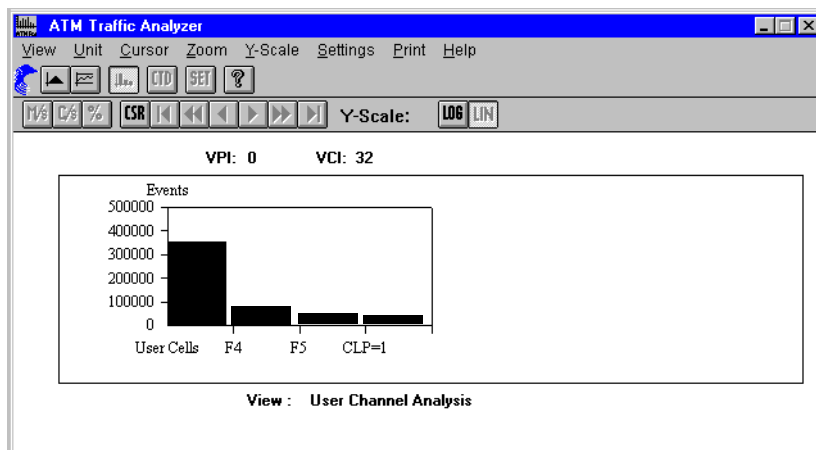 ATM Traffic Analyzer
View Unit Cursor Zoom Y-Scale Settings Print Help
CTD SET ?
M/s C/s % CSR Y-Scale: LOG LIN
VPI: 0 VCI: 32
Events
500000
400000
300000
200000
100000
0
User Cells F4 F5 CLP=1
View : User Channel Analysis